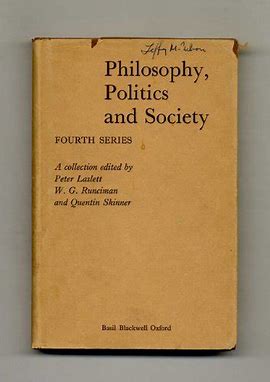 Philosophy,
Politics
and Society
FOURTH SERIES
A collection edited by
Peter Laslett
W. G. Runciman
and Quentin Skinner
Basil Blackwell Oxford